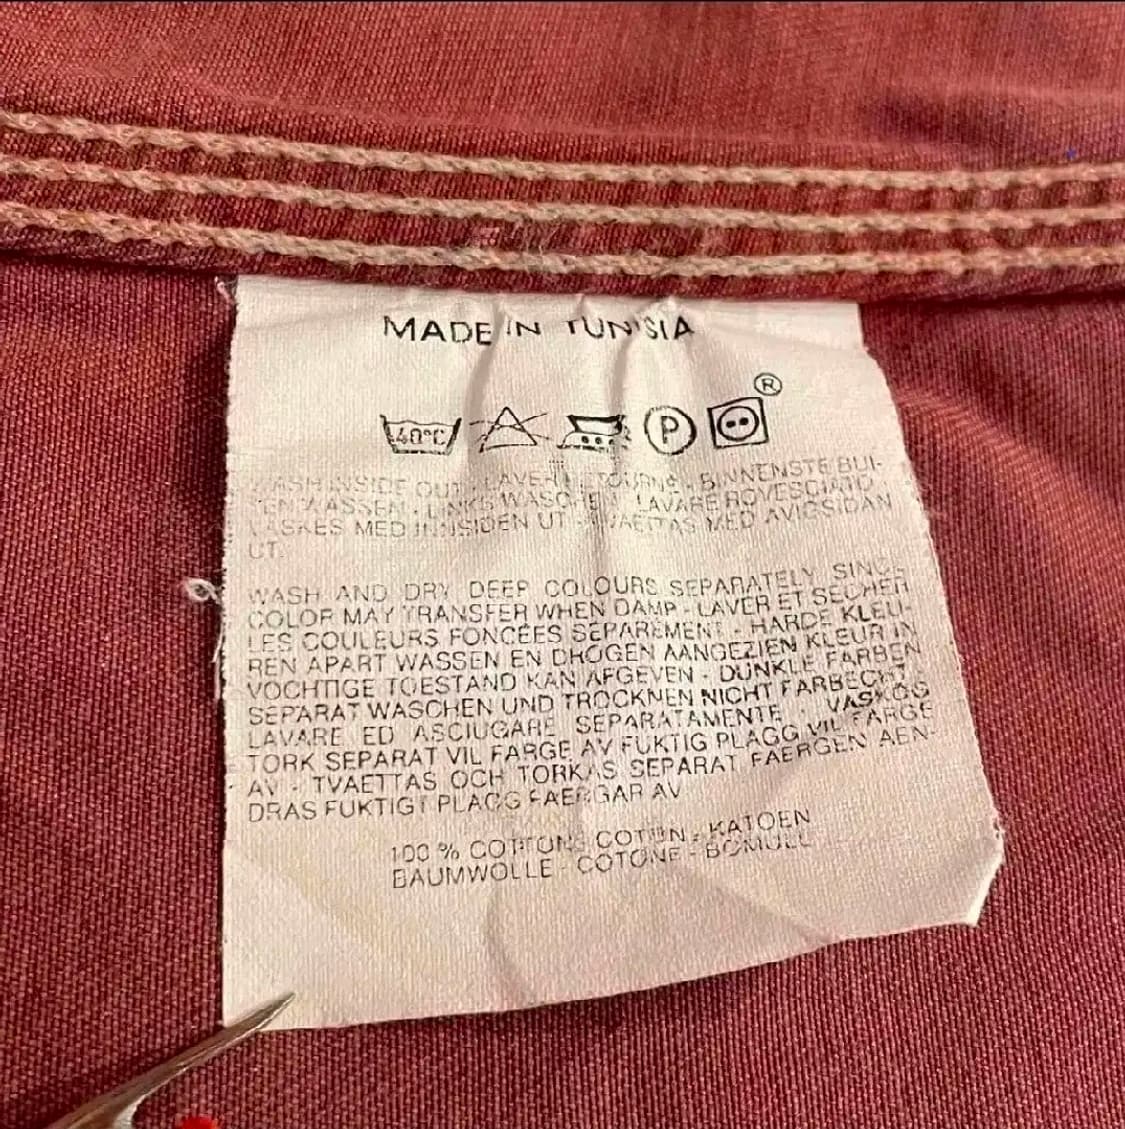 MADE IN TUNISIA
®
40°C P
WASH INSIDE OUT - LAVER RETOURNE - BINNENSTE BUI-
TEN WASSEN - LINKS WASCHEN - LAVARE ROVESCIATO
VASKES MED INNSIDEN UT - TVAETTAS MED AVIGSIDAN
UT.
WASH AND DRY DEEP COLOURS SEPARATELY SINCE
COLOR MAY TRANSFER WHEN DAMP - LAVER ET SECHER
LES COULEURS FONCÉES SEPAREMENT - HARDE KLEU-
REN APART WASSEN EN DROGEN AANGEZIEN KLEUR IN
VOCHTIGE TOESTAND KAN AFGEVEN - DUNKLE FARBEN
SEPARAT WASCHEN UND TROCKNEN NICHT FARBECHT
LAVARE ED ASCIUGARE SEPARATAMENTE - VASK OG
TORK SEPARAT VIL FARGE AV FUKTIG PLAGG VIL FARGE
AV - TVAETTAS OCH TORKAS SEPARAT FAERGEN AEN-
DRAS FUKTIGT PLAGG FAERGAR AV
100 % COTTON - COTON - KATOEN
BAUMWOLLE - COTONE - BOMULL